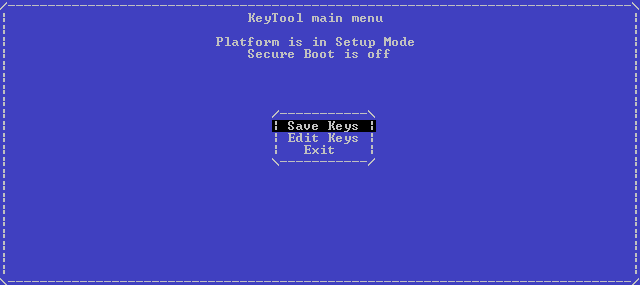 KeyTool main menu
Platform is in Setup Mode
Secure Boot is off
Save Keys
Edit Keys
Exit